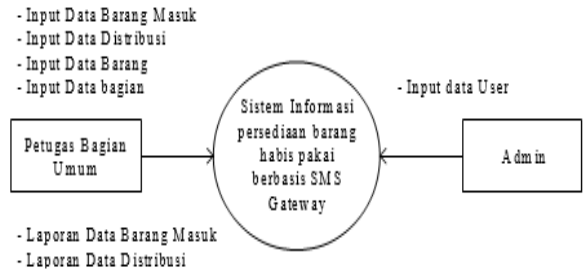 - Input Data Barang Masuk
- Input Data Distribusi
- Input Data Barang
- Input Data bagian
Petugas Bagian
Umum
Sistem Informasi
persediaan barang
habis pakai
berbasis SMS
Gateway
- Input data User
Admin
- Laporan Data Barang Masuk
- Laporan Data Distribusi